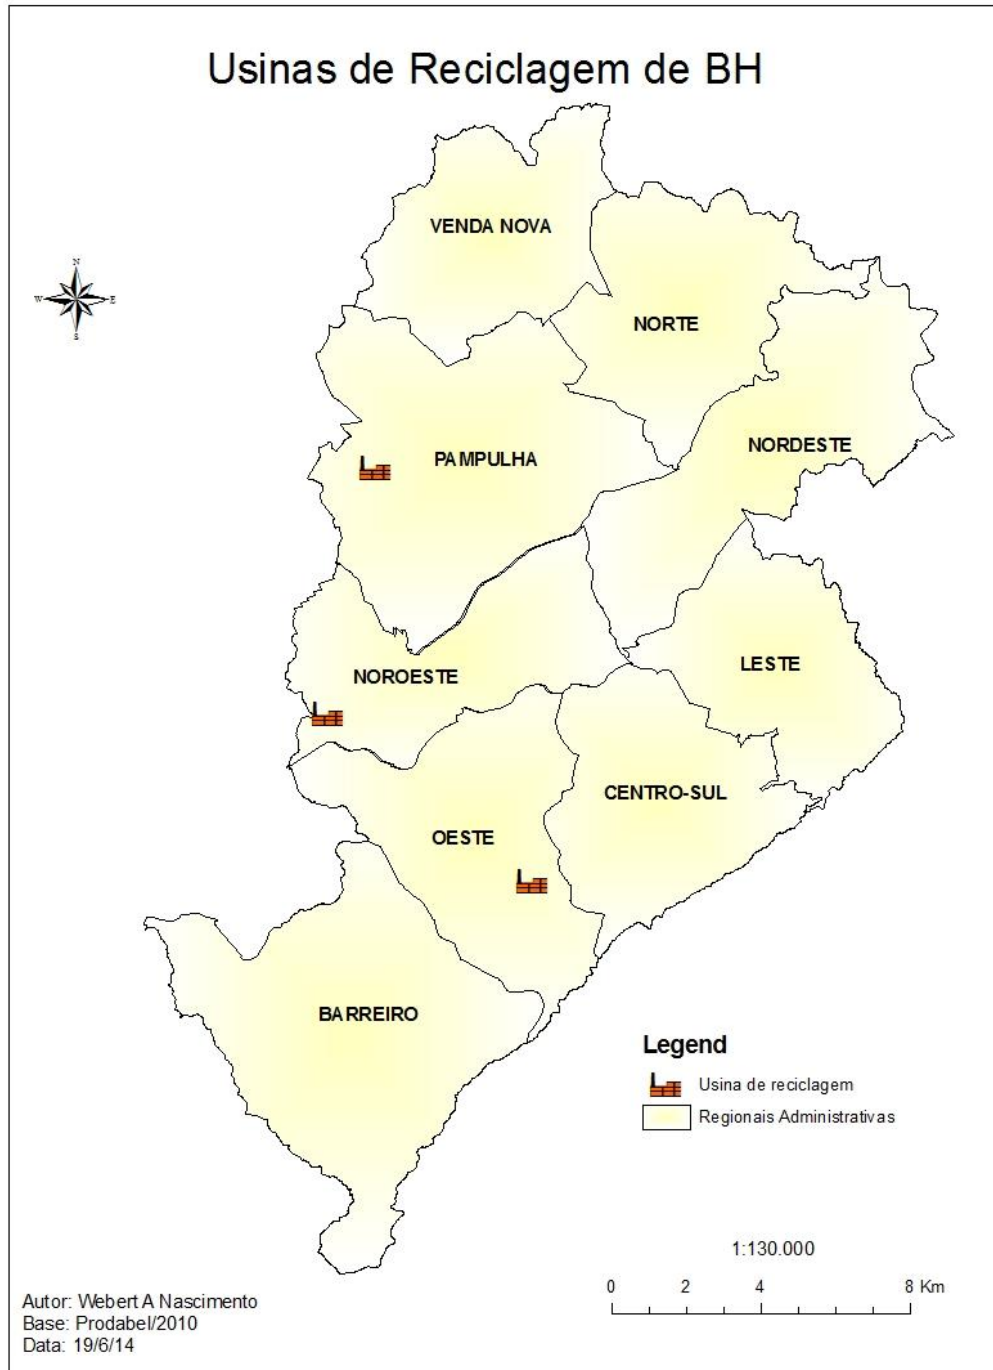 Usinas de Reciclagem de BH
VENDA NOVA
N
W
E
S
NORTE
NORDESTE
PAMPULHA
LESTE
NOROESTE
CENTRO-SUL
OESTE
BARREIRO
Legend
Usina de reciclagem
Regionais Administrativas
1:130.000
0 2 4 8 Km
Autor: Webert A Nascimento
Base: Prodabel/2010
Data: 19/6/14